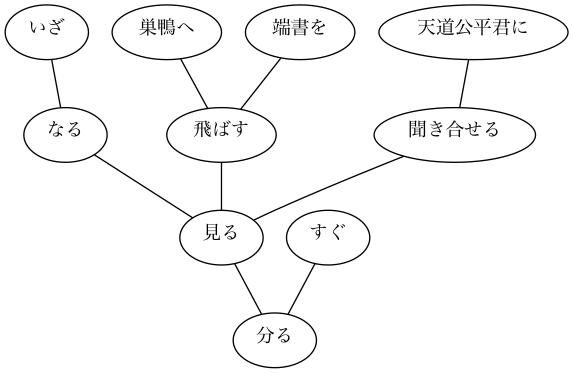 いざ
巣鴨へ
端書を
天道公平君に
なる
飛ばす
聞き合せる
見る
すぐ
分る